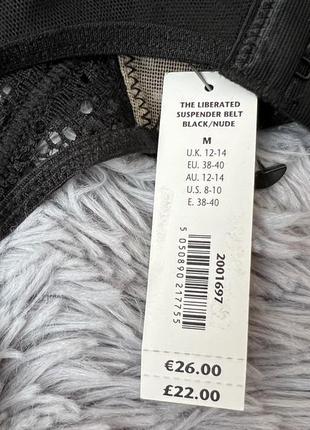 THE LIBERATED
SUSPENDER BELT
BLACK/NUDE
M
U.K. 12-14
EU. 38-40
AU. 12-14
U.S. 8-10
E. 38-40
2001697
5 050890 217755
€26.00
£22.00